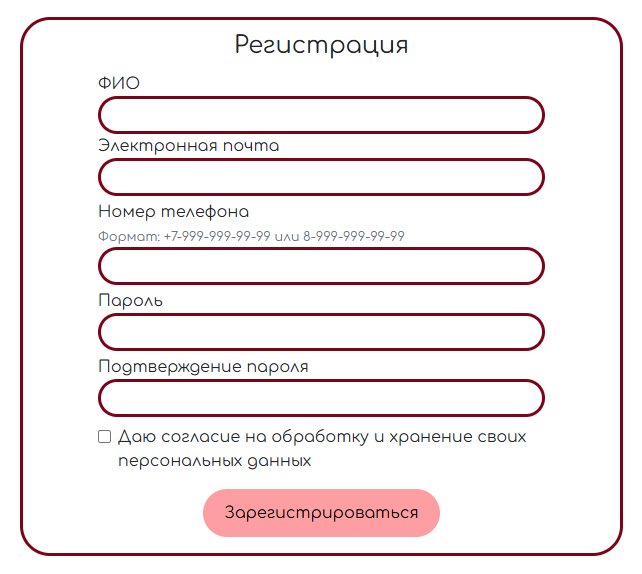 Регистрация
ФИО
Электронная почта
Номер телефона
Формат: +7-999-999-99-99 или 8-999-999-99-99
Пароль
Подтверждение пароля
Даю согласие на обработку и хранение своих
персональных данных
Зарегистрироваться